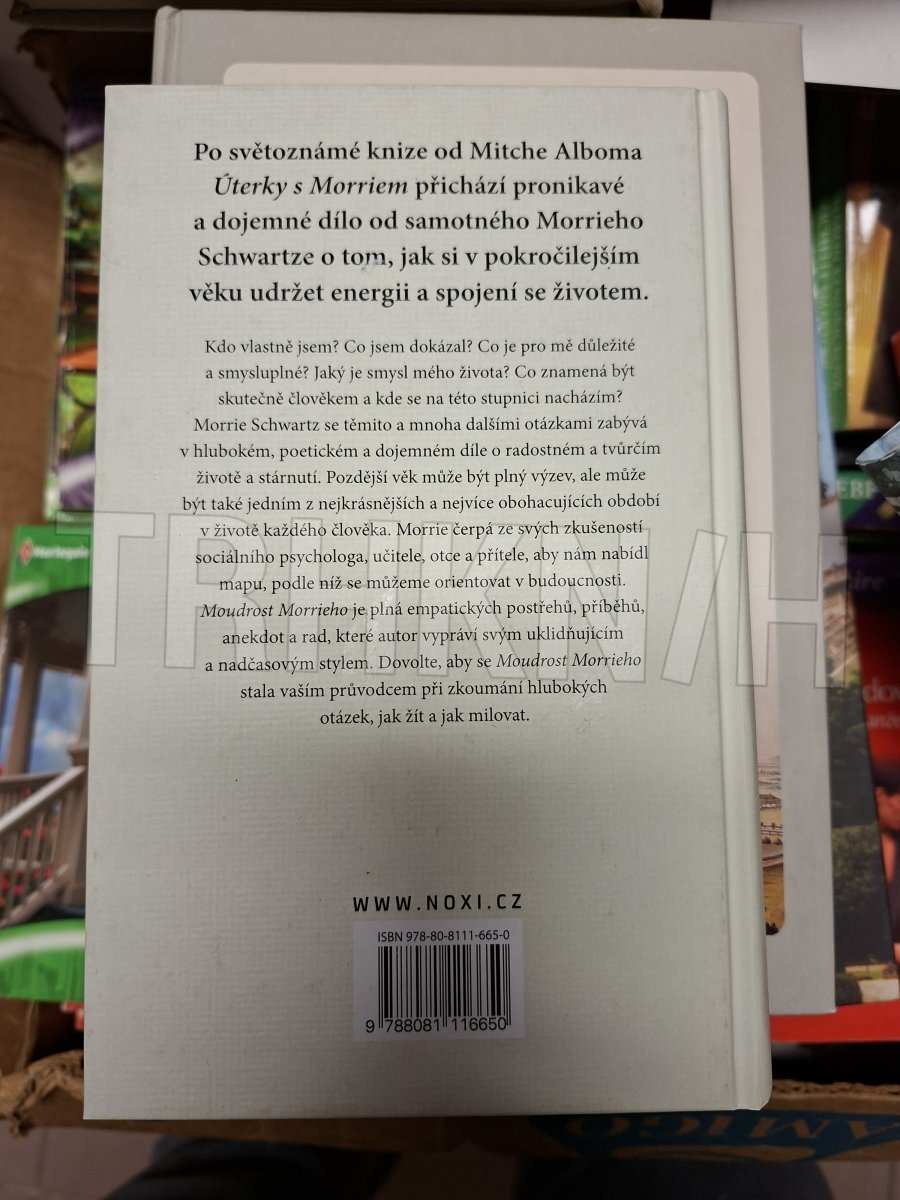 Po světoznámé knize od Mitche Alboma
Úterky s Morriem přichází pronikavé
a dojemné dílo od samotného Morrieho
Schwartze o tom, jak si v pokročilejším
věku udržet energii a spojení se životem.
Kdo vlastně jsem? Co jsem dokázal? Co je pro mě důležité
a smysluplné? Jaký je smysl mého života? Co znamená být
skutečně člověkem a kde se na této stupnici nacházím?
Morrie Schwartz se těmito a mnoha dalšími otázkami zabývá
v hlubokém, poetickém a dojemném díle o radostném a tvůrčím
životě a stárnutí. Pozdější věk může být plný výzev, ale může
být také jedním z nejkrásnějších a nejvíce obohacujících období
v životě každého člověka. Morrie čerpá ze svých zkušeností
sociálního psychologa, učitele, otce a přítele, aby nám nabídl
mapu, podle níž se můžeme orientovat v budoucnosti.
Moudrost Morrieho je plná empatických postřehů, příběhů,
anekdot a rad, které autor vypráví svým uklidňujícím
a nadčasovým stylem. Dovolte, aby se Moudrost Morrieho
stala vaším průvodcem při zkoumání hlubokých
otázek, jak žít a jak milovat.
WWW.NOXI.CZ
ISBN 978-80-8111-665-0
9 788081 116650
Harlequin
AMIGO